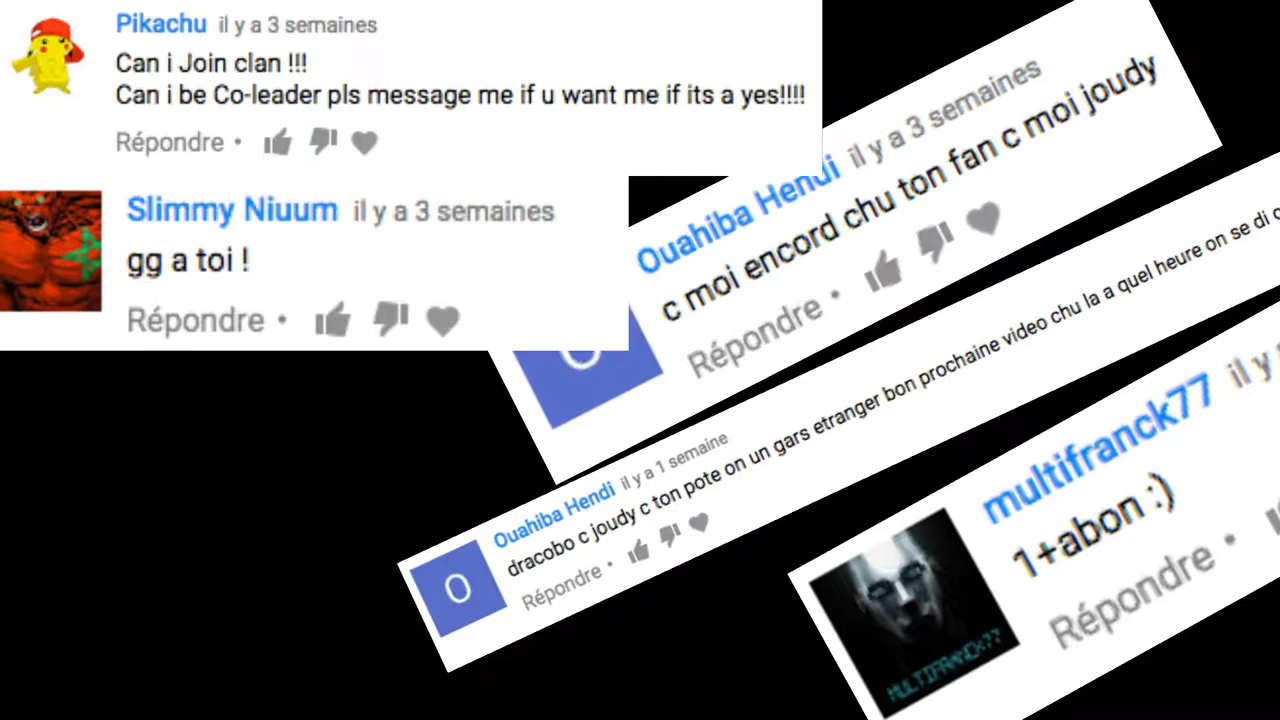 Pikachu il y a 3 semaines
Can i Join clan !!!
Can i be Co-leader pls message me if u want me if its a yes!!!!
Répondre •
Slimmy Niuum il y a 3 semaines
gg a toi !
Répondre •
Ouahiba Hendi il y a 3 semaines
c moi encord chu ton fan c moi joudy
Répondre •
O
Ouahiba Hendi il y a 1 semaine
dracobo c joudy c ton pote on un gars etranger bon prochaine video chu la a quel heure on se di
Répondre •
O
multifranck77 il y
1+abon :)
Répondre •
MULTIFRANCK77